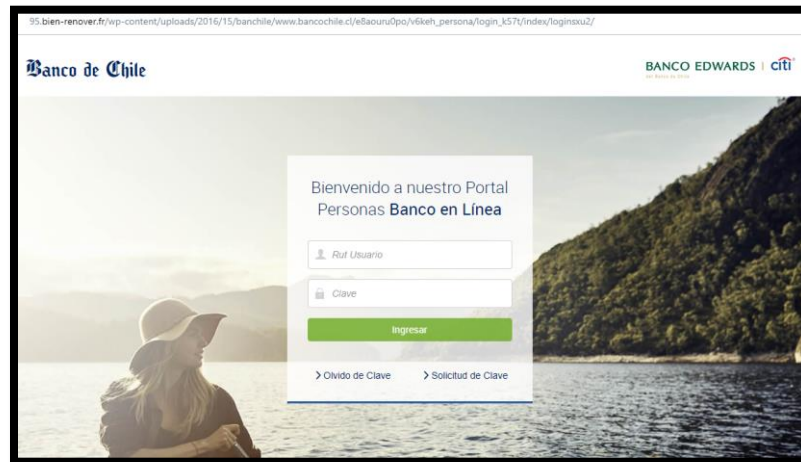 95.bien-renover.fr/wp-content/uploads/2016/15/banchile/www.bancochile.cl/e8aouru0po/v6keh_persona/login_k57t/index/loginsxu2/
Banco de Chile
BANCO EDWARDS | citi
Bienvenido a nuestro Portal
Personas Banco en Línea
Rut Usuario
Clave
Ingresar
Olvido de Clave
Solicitud de Clave